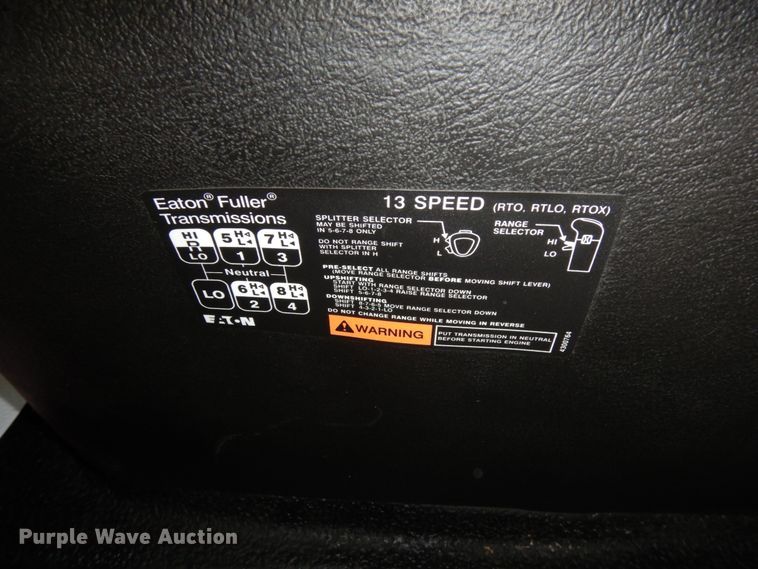 Eaton® Fuller®
Transmissions
13 SPEED (RTO, RTLO, RTOX)
HI
R
LO
5 H
L
1
7 H
L
3
Neutral
LO
6 H
L
2
8 H
L
4
EATON
SPLITTER SELECTOR
MAY BE SHIFTED
IN 5-6-7-8 ONLY
DO NOT RANGE SHIFT
WITH SPLITTER
SELECTOR IN H
H
L
RANGE
SELECTOR
HI
LO
PRE-SELECT ALL RANGE SHIFTS
(MOVE RANGE SELECTOR BEFORE MOVING SHIFT LEVER)
UPSHIFTING
START WITH RANGE SELECTOR DOWN
SHIFT LO-1-2-3-4 RAISE RANGE SELECTOR
SHIFT 5-6-7-8
DOWNSHIFTING
SHIFT 8-7-6-5 MOVE RANGE SELECTOR DOWN
SHIFT 4-3-2-1-LO
DO NOT CHANGE RANGE WHILE MOVING IN REVERSE
WARNING
PUT TRANSMISSION IN NEUTRAL
BEFORE STARTING ENGINE
4300764
Purple Wave Auction